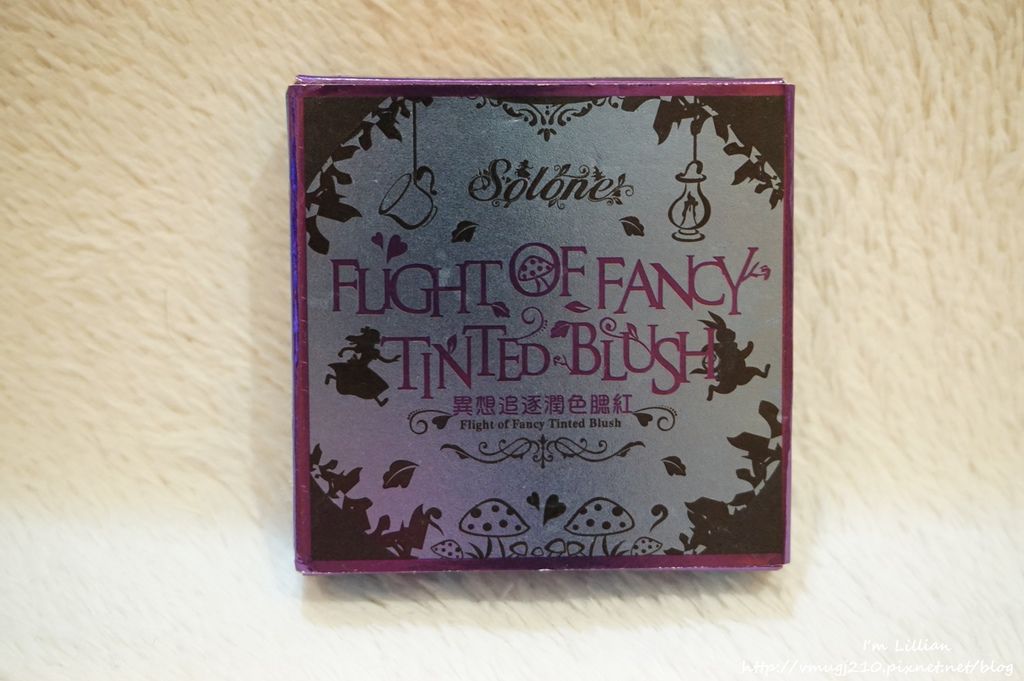 Solone
FLIGHT OF FANCY
TINTED BLUSH
異想追逐潤色腮紅
Flight of Fancy Tinted Blush
I'm Lillian
http://vmugj210.pixnet.net/blog